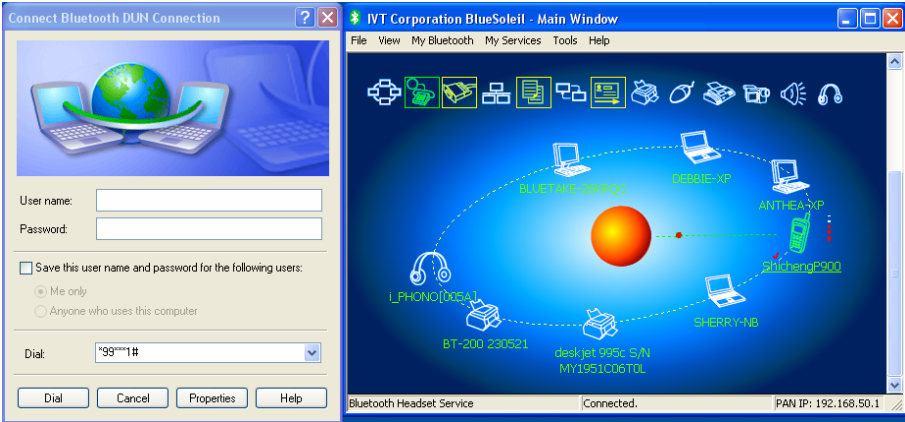 Connect Bluetooth DUN Connection
User name:
Password:
Save this user name and password for the following users:
Me only
Anyone who uses this computer
Dial:
*99***1#
Dial
Cancel
Properties
Help
IVT Corporation BlueSoleil - Main Window
File View My Bluetooth My Services Tools Help
DEBBIE-XP
ANTHEA-XP
ShichengP900
i_PHONO[005A]
SHERRY-NB
BT-200 230521
deskjet 995c S/N
MY1951C06T0L
Bluetooth Headset Service
Connected.
PAN IP: 192.168.50.1